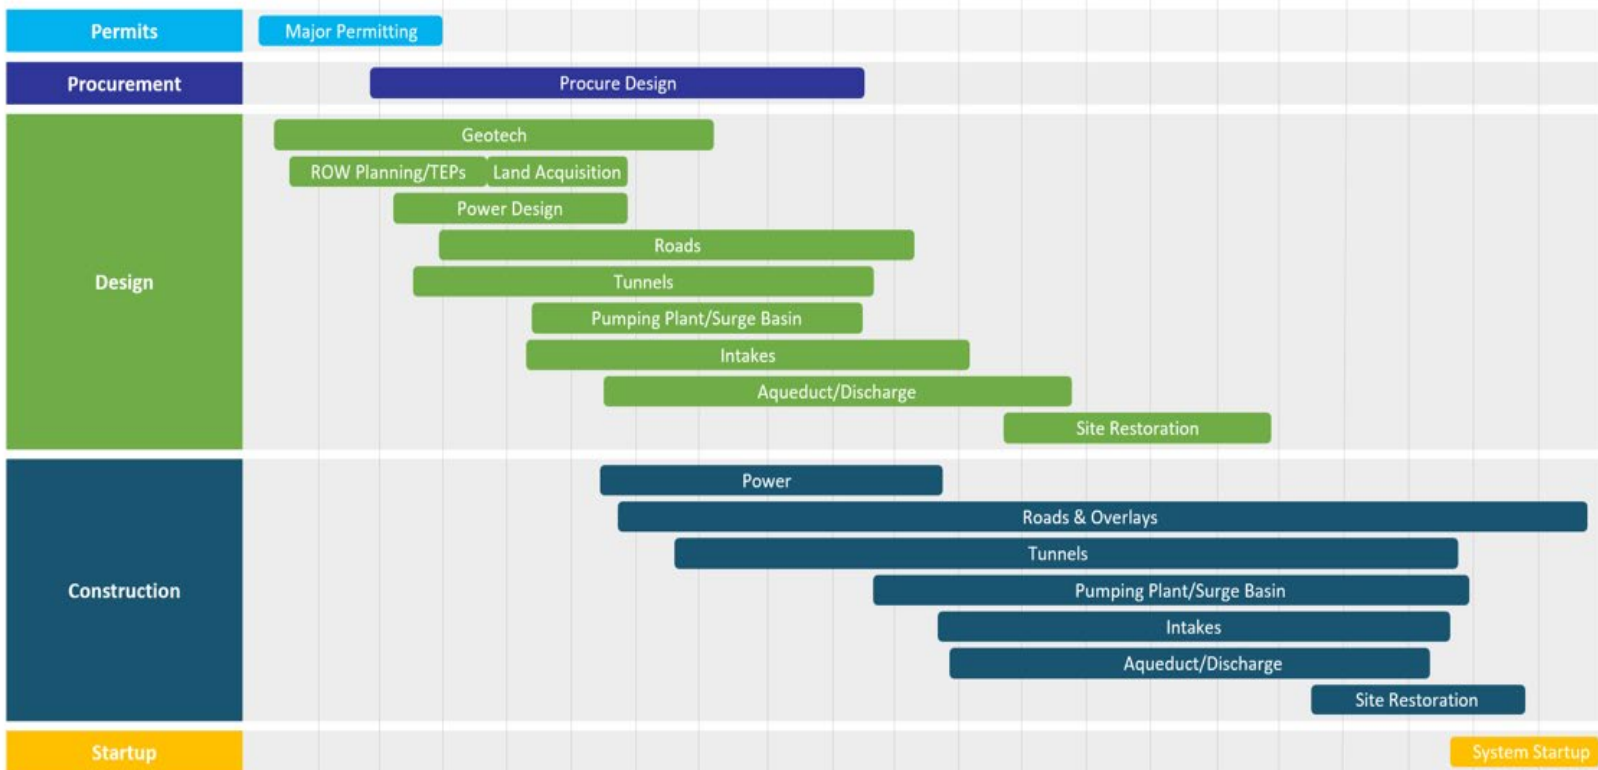 Permits
Major Permitting
Procurement
Procure Design
Design
Geotech
ROW Planning/TEPs
Land Acquisition
Power Design
Roads
Tunnels
Pumping Plant/Surge Basin
Intakes
Aqueduct/Discharge
Site Restoration
Construction
Power
Roads & Overlays
Tunnels
Pumping Plant/Surge Basin
Intakes
Aqueduct/Discharge
Site Restoration
Startup
System Startup